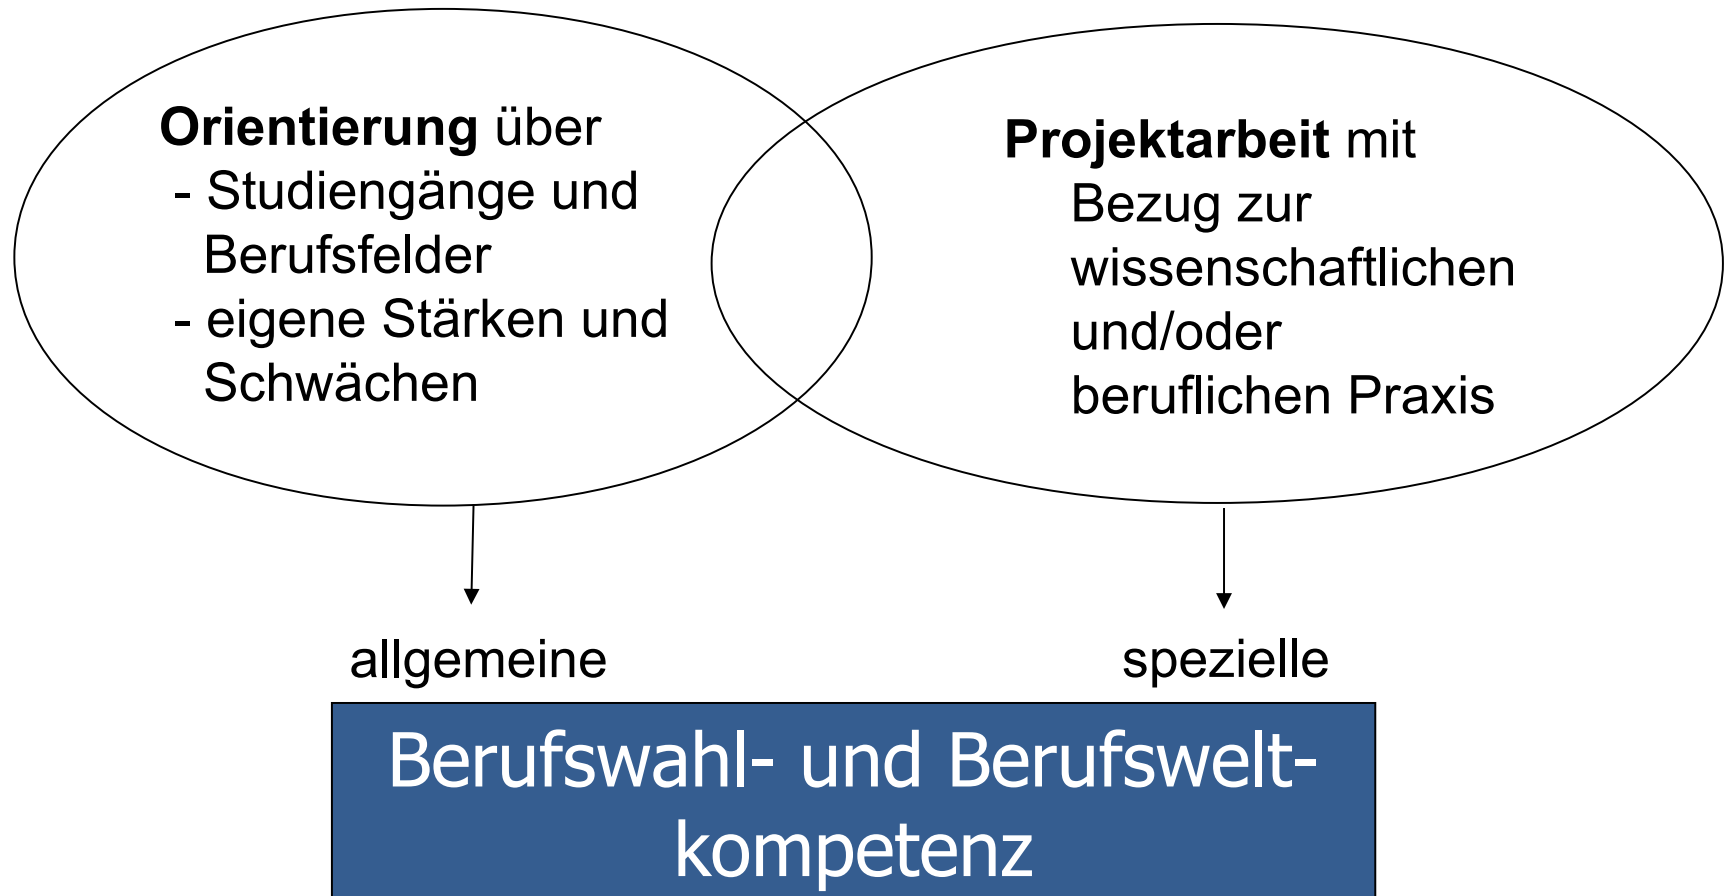 Orientierung über
- Studiengänge und
Berufsfelder
- eigene Stärken und
Schwächen
Projektarbeit mit
Bezug zur
wissenschaftlichen
und/oder
beruflichen Praxis
allgemeine
spezielle
Berufswahl- und Berufswelt-
kompetenz